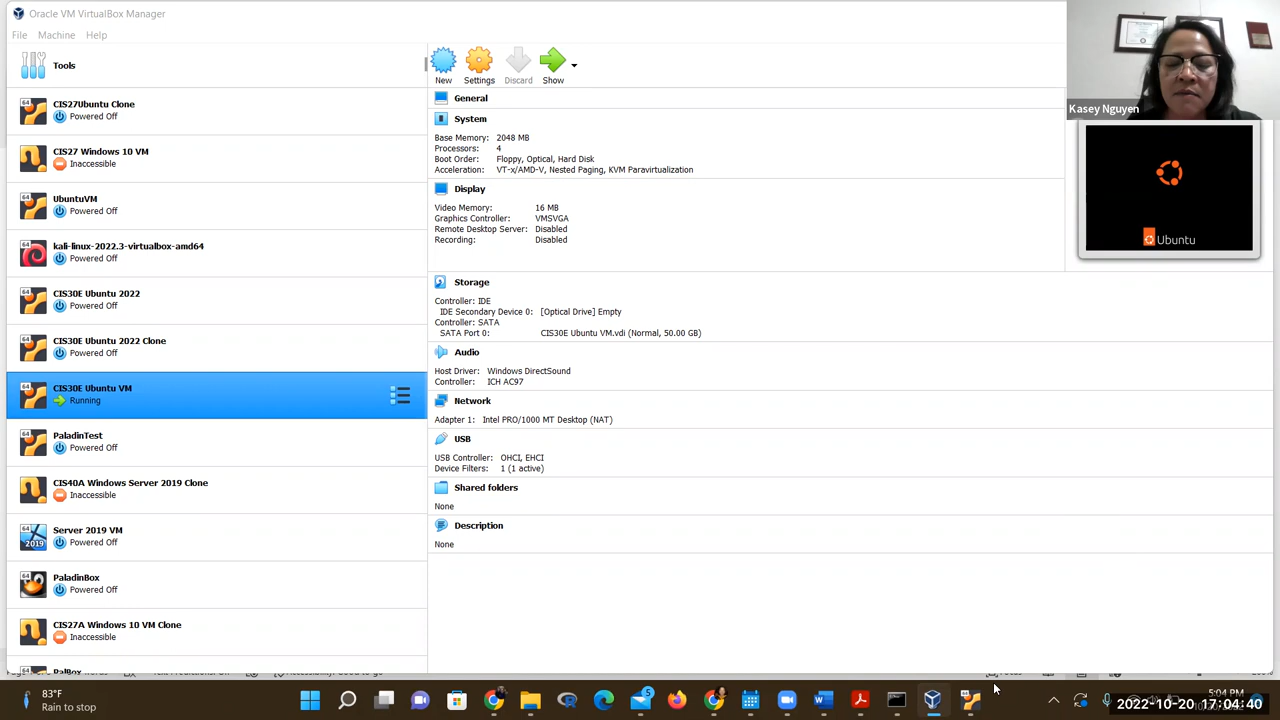 Oracle VM VirtualBox Manager
File Machine Help
Tools
New Settings Discard Show
CIS27Ubuntu Clone
Powered Off
CIS27 Windows 10 VM
Inaccessible
UbuntuVM
Powered Off
kali-linux-2022.3-virtualbox-amd64
Powered Off
CIS30E Ubuntu 2022
Powered Off
CIS30E Ubuntu 2022 Clone
Powered Off
CIS30E Ubuntu VM
Running
PaladinTest
Powered Off
CIS40A Windows Server 2019 Clone
Inaccessible
Server 2019 VM
2019
Powered Off
PaladinBox
Powered Off
CIS27A Windows 10 VM Clone
Inaccessible
PalBox
General
System
Base Memory: 2048 MB
Processors: 4
Boot Order: Floppy, Optical, Hard Disk
Acceleration: VT-x/AMD-V, Nested Paging, KVM Paravirtualization
Display
Video Memory: 16 MB
Graphics Controller: VMSVGA
Remote Desktop Server: Disabled
Recording: Disabled
Storage
Controller: IDE
IDE Secondary Device 0: [Optical Drive] Empty
Controller: SATA
SATA Port 0: CIS30E Ubuntu VM.vdi (Normal, 50.00 GB)
Audio
Host Driver: Windows DirectSound
Controller: ICH AC97
Network
Adapter 1: Intel PRO/1000 MT Desktop (NAT)
USB
USB Controller: OHCI, EHCI
Device Filters: 1 (1 active)
Shared folders
None
Description
None
Kasey Nguyen
Ubuntu
83°F
Rain to stop
5
5:04 PM
2022-10-20 17:04:40